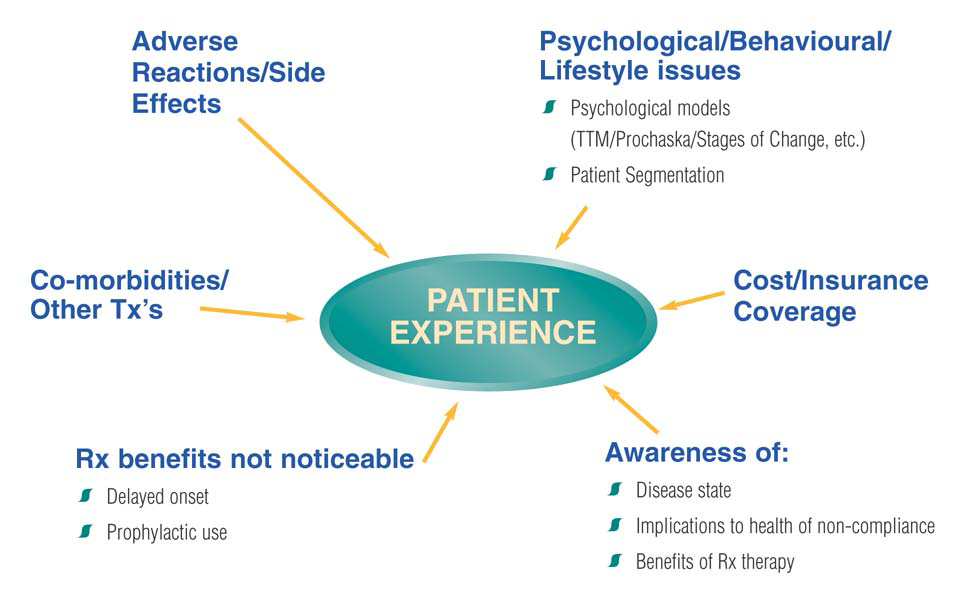 Adverse
Reactions/Side
Effects
Psychological/Behavioural/
Lifestyle issues
Psychological models
(TTM/Prochaska/Stages of Change, etc.)
Patient Segmentation
Co-morbidities/
Other Tx's
PATIENT
EXPERIENCE
Cost/Insurance
Coverage
Rx benefits not noticeable
Delayed onset
Prophylactic use
Awareness of:
Disease state
Implications to health of non-compliance
Benefits of Rx therapy